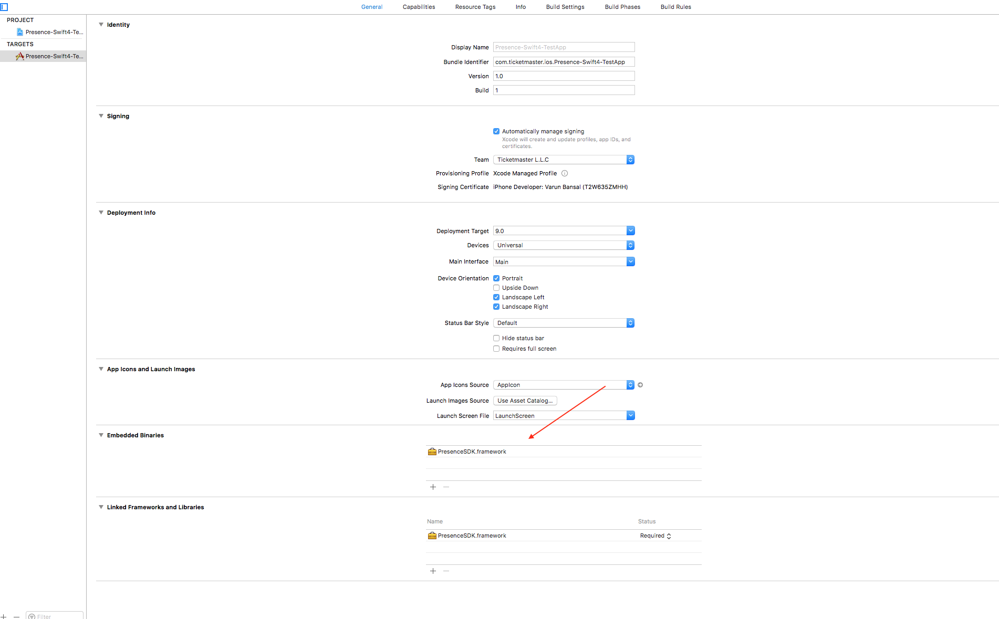 General Capabilities Resource Tags Info Build Settings Build Phases Build Rules
PROJECT
Presence-Swift4-Te...
TARGETS
Presence-Swift4-Te...
Identity
Display Name Presence-Swift4-TestApp
Bundle Identifier com.ticketmaster.ios.Presence-Swift4-TestApp
Version 1.0
Build 1
Signing
Automatically manage signing
Xcode will create and update profiles, app IDs, and
certificates.
Team Ticketmaster L.L.C
Provisioning Profile Xcode Managed Profile
Signing Certificate iPhone Developer: Varun Bansal (T2W635ZMHH)
Deployment Info
Deployment Target 9.0
Devices Universal
Main Interface Main
Device Orientation Portrait
Upside Down
Landscape Left
Landscape Right
Status Bar Style Default
Hide status bar
Requires full screen
App Icons and Launch Images
App Icons Source AppIcon
Launch Images Source Use Asset Catalog...
Launch Screen File LaunchScreen
Embedded Binaries
PresenceSDK.framework
Linked Frameworks and Libraries
Name Status
PresenceSDK.framework Required
Filter